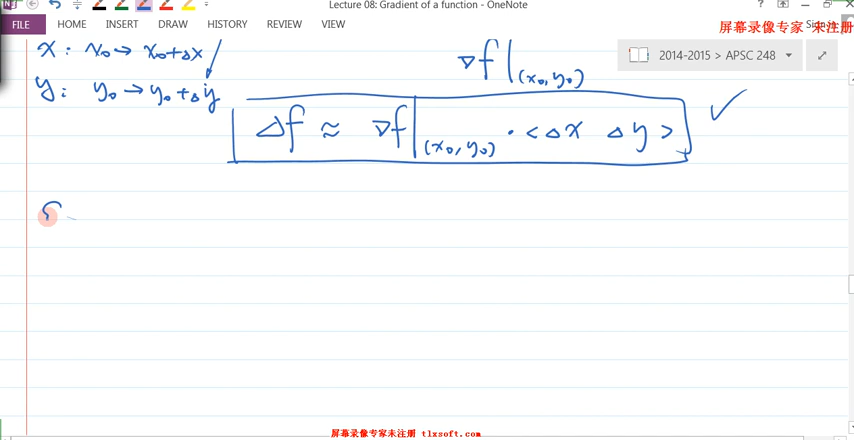 Lecture 08: Gradient of a function - OneNote
FILE HOME INSERT DRAW HISTORY REVIEW VIEW
屏幕录像专家 未注册
2014-2015 > APSC 248
x: x₀ → x₀+Δx
∇f|(x₀,y₀)
y: y₀ → y₀+Δy
Δf ≈ ∇f|(x₀,y₀) · <Δx Δy>
屏幕录像专家未注册 tlxsoft.com